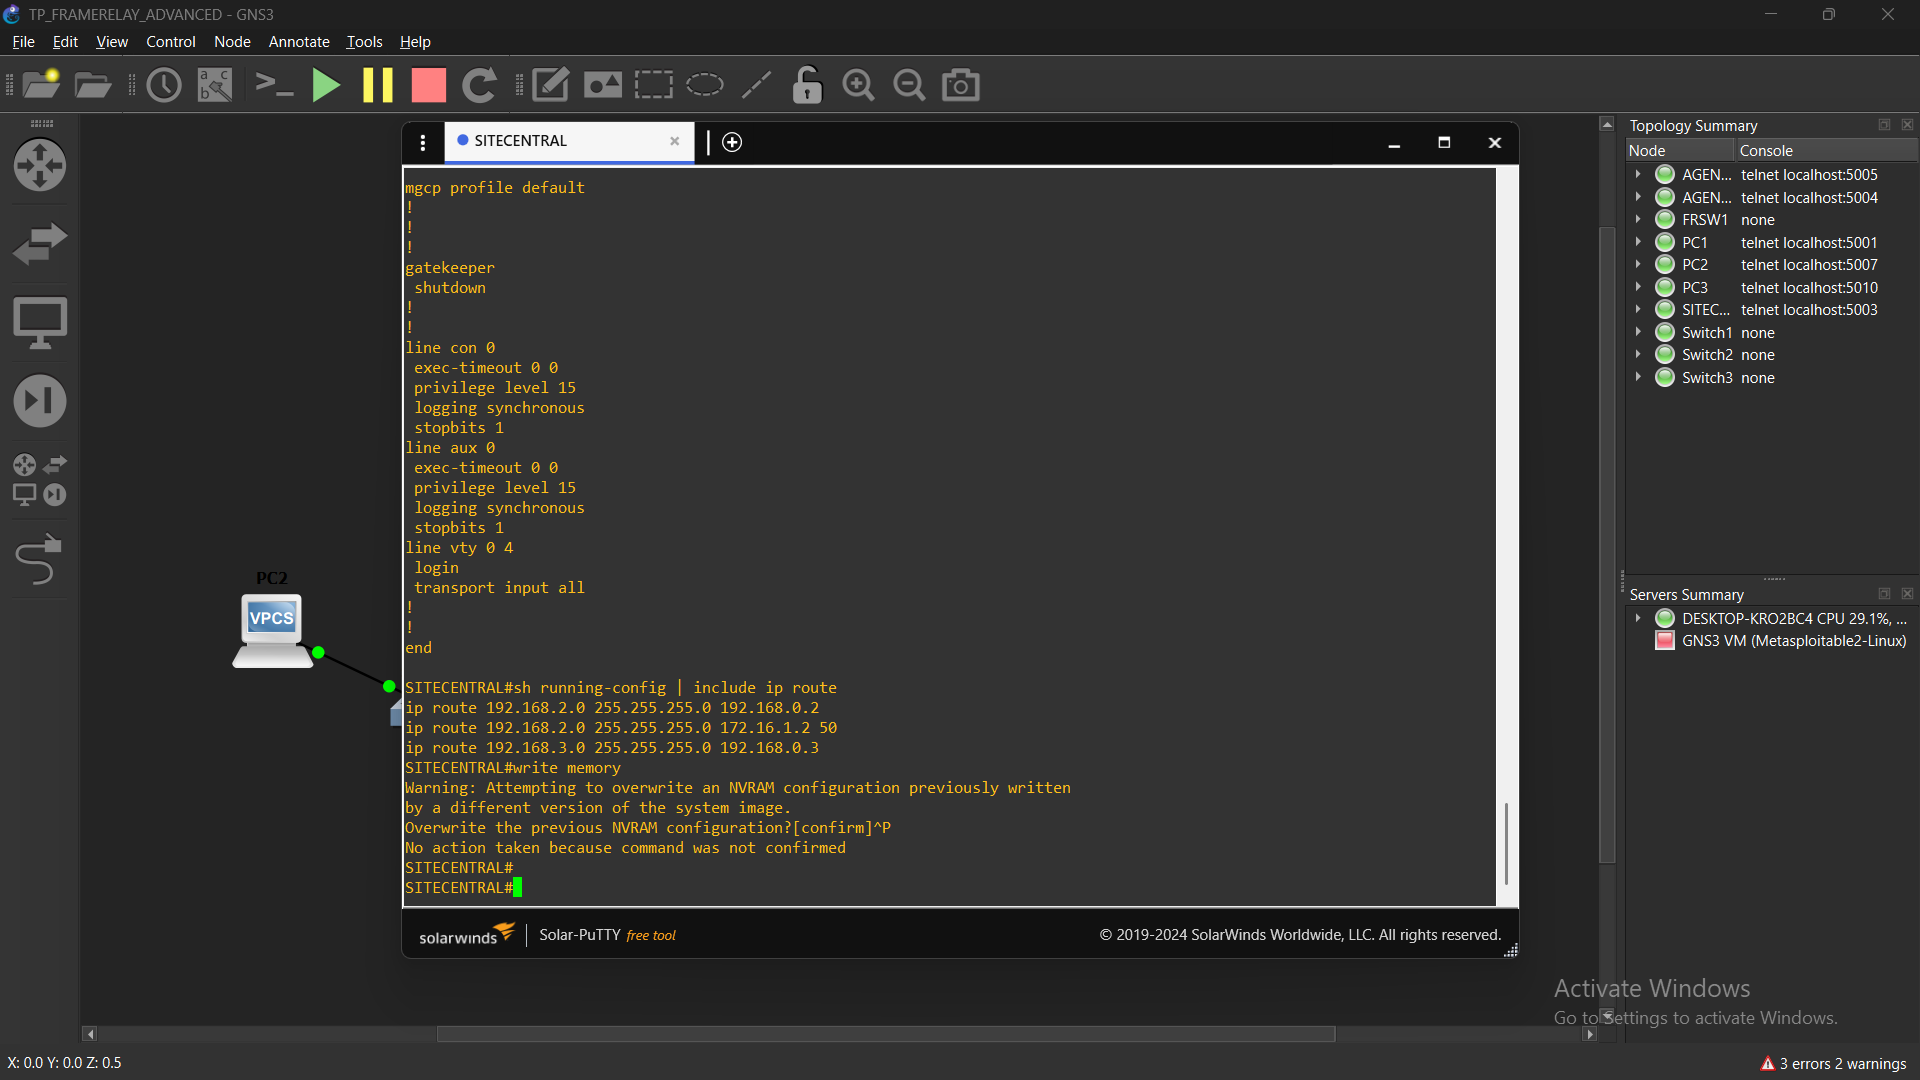 TP_FRAMERELAY_ADVANCED - GNS3
File Edit View Control Node Annotate Tools Help
SITECENTRAL
mgcp profile default
!
!
!
gatekeeper
shutdown
!
!
line con 0
exec-timeout 0 0
privilege level 15
logging synchronous
stopbits 1
line aux 0
exec-timeout 0 0
privilege level 15
logging synchronous
stopbits 1
line vty 0 4
login
transport input all
!
!
end
SITECENTRAL#sh running-config | include ip route
ip route 192.168.2.0 255.255.255.0 192.168.0.2
ip route 192.168.2.0 255.255.255.0 172.16.1.2 50
ip route 192.168.3.0 255.255.255.0 192.168.0.3
SITECENTRAL#write memory
Warning: Attempting to overwrite an NVRAM configuration previously written
by a different version of the system image.
Overwrite the previous NVRAM configuration?[confirm]^P
No action taken because command was not confirmed
SITECENTRAL#
SITECENTRAL#
solarwinds Solar-PuTTY free tool © 2019-2024 SolarWinds Worldwide, LLC. All rights reserved.
PC2
VPCS
Topology Summary
Node Console
AGEN... telnet localhost:5005
AGEN... telnet localhost:5004
FRSW1 none
PC1 telnet localhost:5001
PC2 telnet localhost:5007
PC3 telnet localhost:5010
SITEC... telnet localhost:5003
Switch1 none
Switch2 none
Switch3 none
Servers Summary
DESKTOP-KRO2BC4 CPU 29.1%, ...
GNS3 VM (Metasploitable2-Linux)
Activate Windows
Go to Settings to activate Windows.
X: 0.0 Y: 0.0 Z: 0.5
3 errors 2 warnings